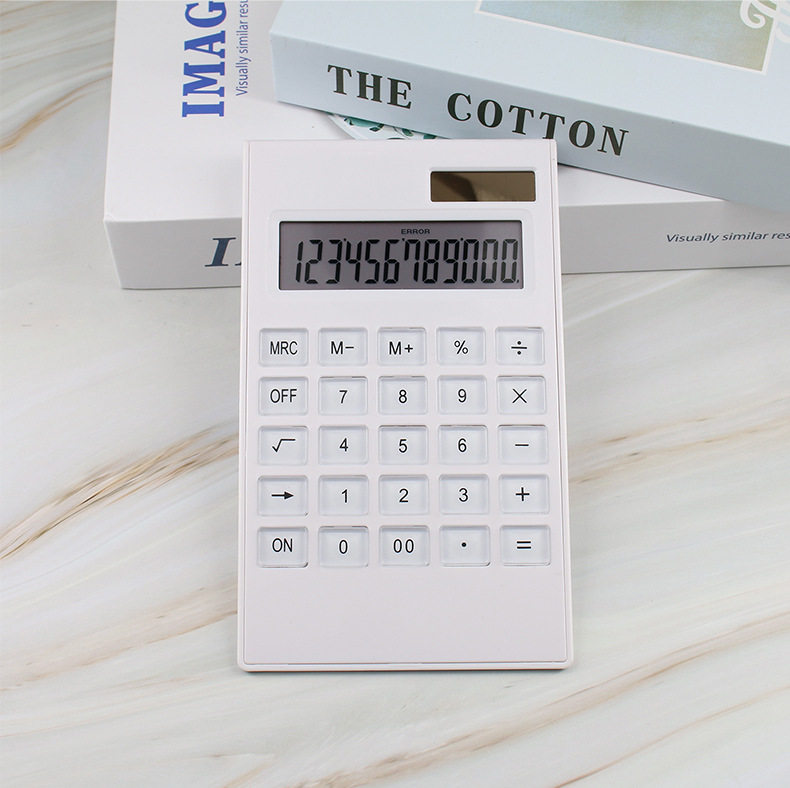 IMAG
Visually similar res
THE COTTON
Visually similar res
ERROR
123456789000.
MRC M− M+ % ÷
OFF 7 8 9 ×
√ 4 5 6 −
→ 1 2 3 +
ON 0 00 · =